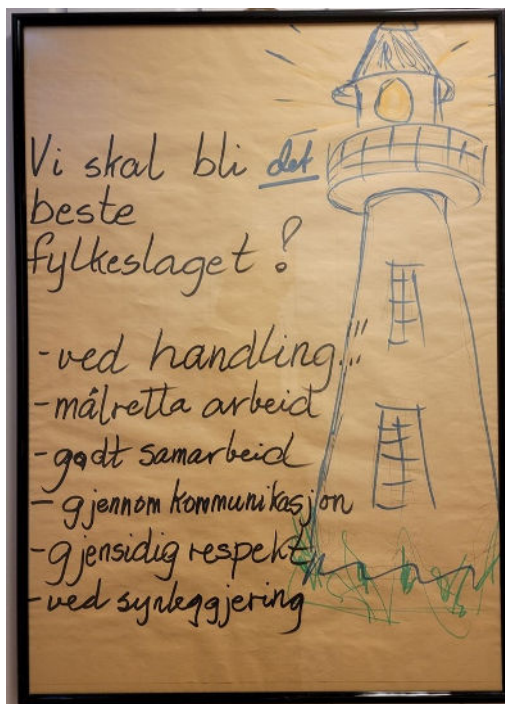 Vi skal bli det
beste
fylkeslaget!
-ved handling!!!
-målretta arbeid
-godt samarbeid
-gjennom kommunikasjon
-gjensidig respekt
-ved synleggjering